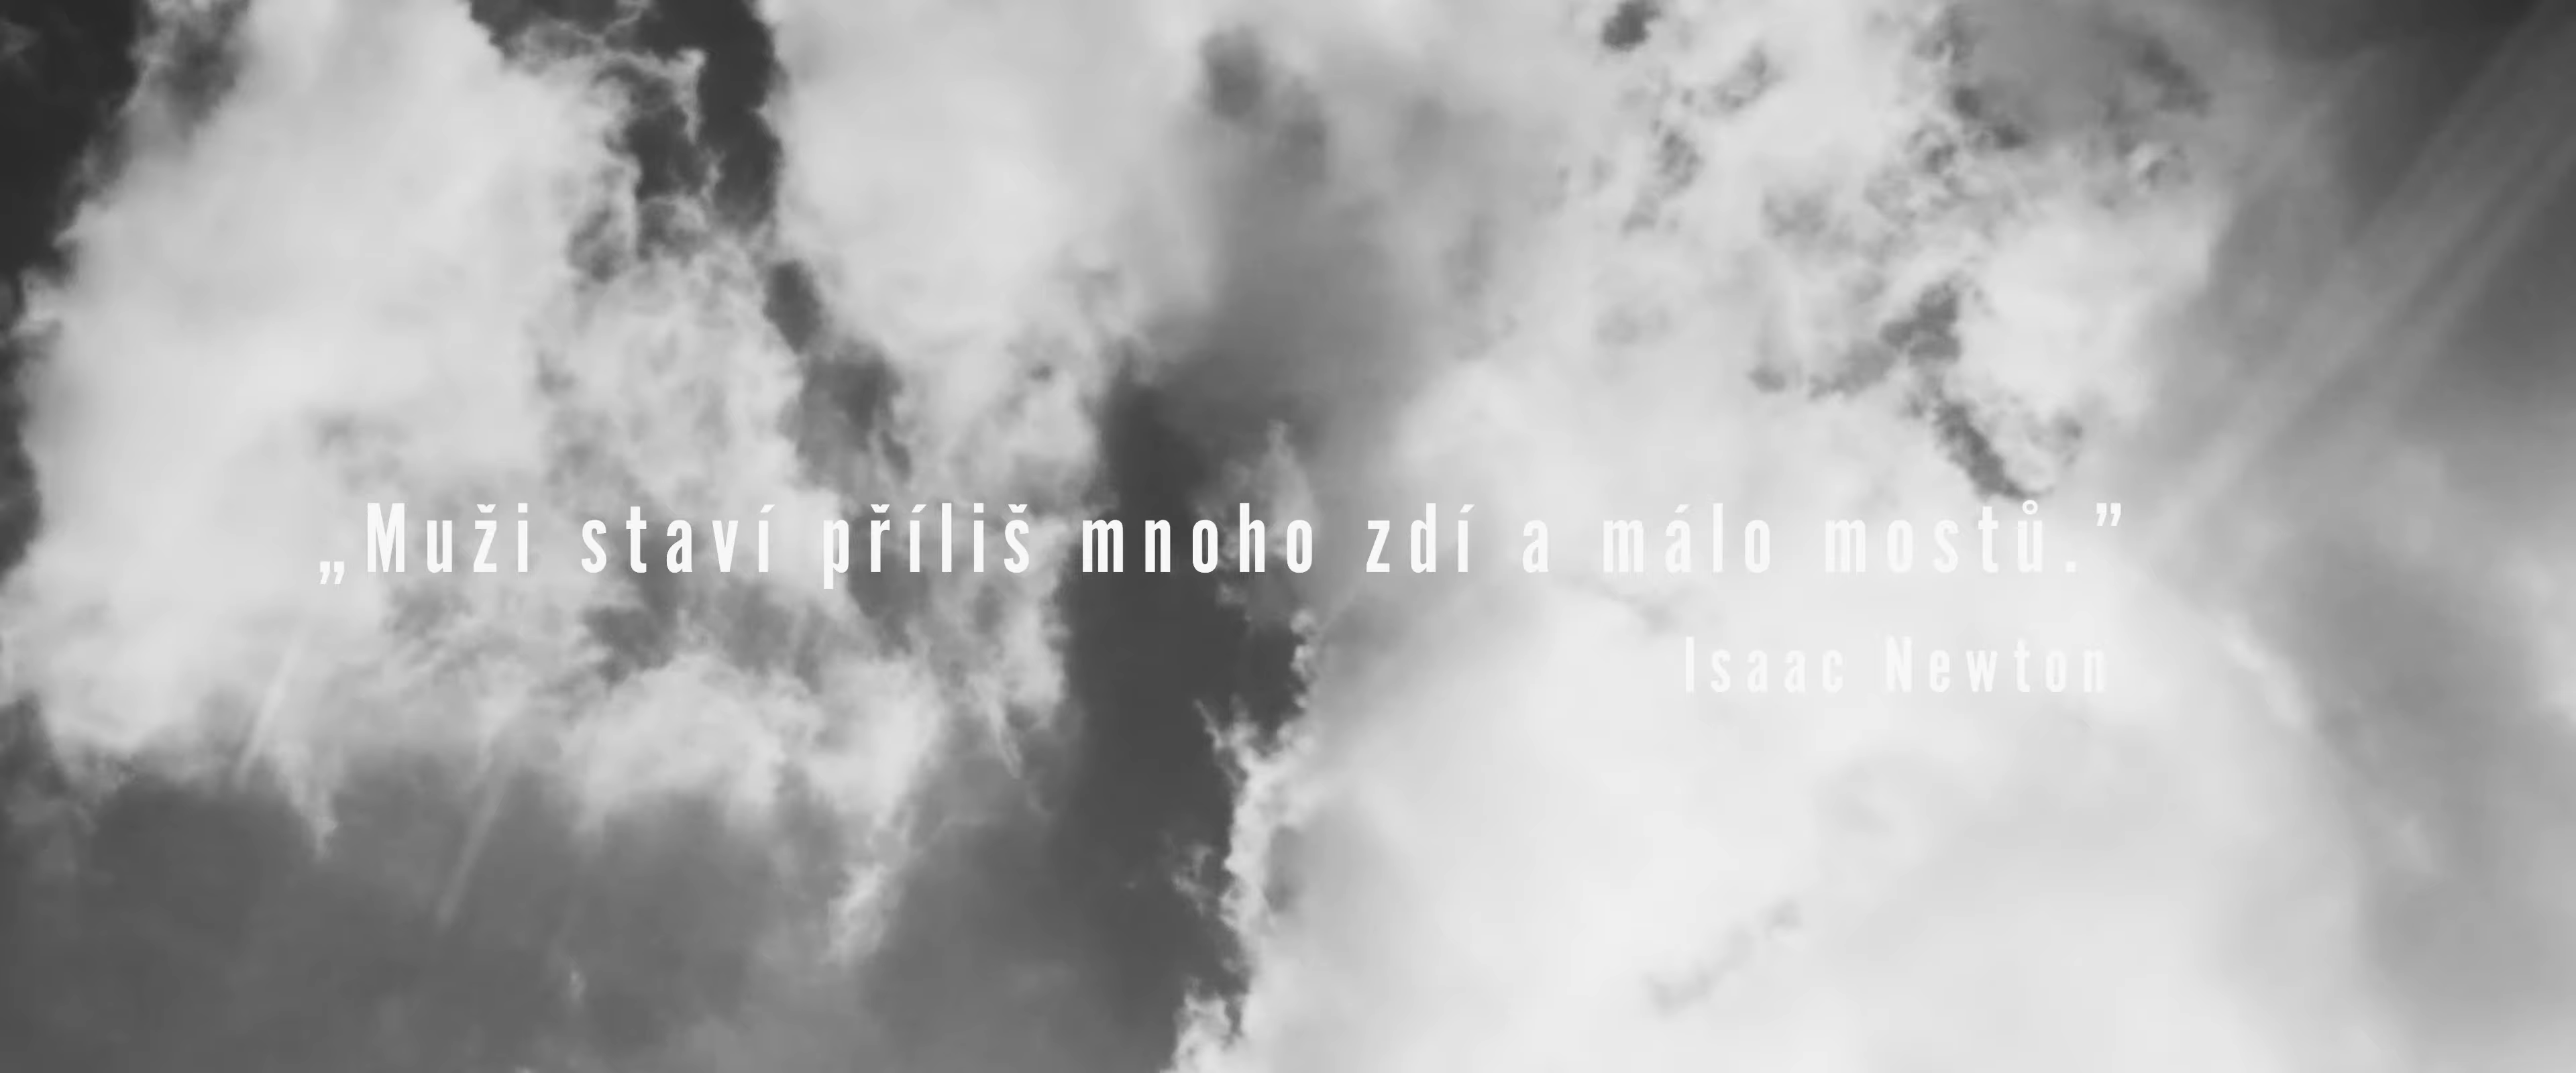 „Muži staví příliš mnoho zdí a málo mostů.”
Isaac Newton